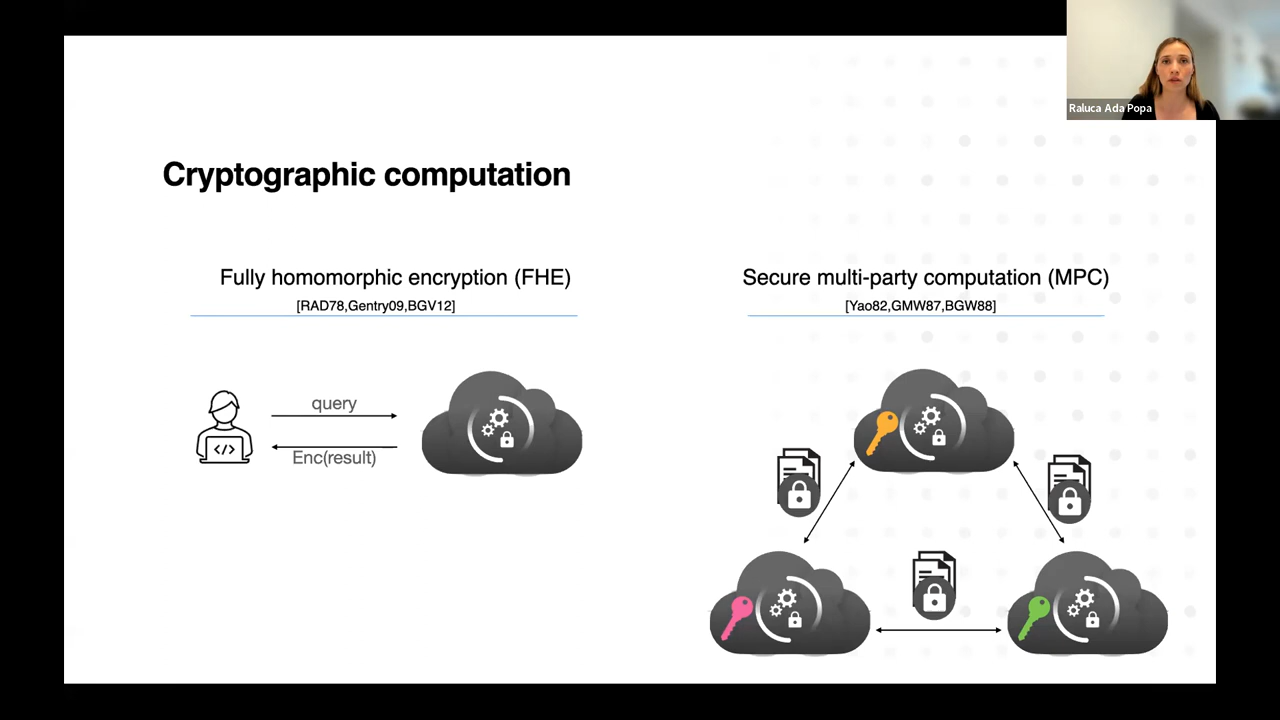 Raluca Ada Popa
Cryptographic computation
Fully homomorphic encryption (FHE)
[RAD78,Gentry09,BGV12]
query
Enc(result)
</>
Secure multi-party computation (MPC)
[Yao82,GMW87,BGW88]